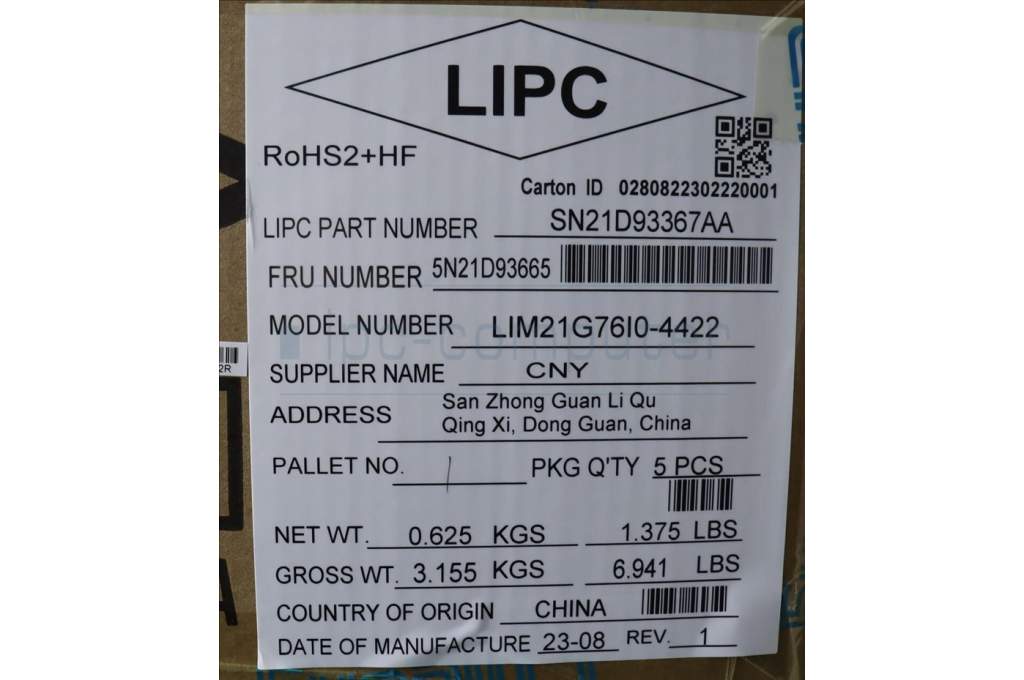 LIPC
RoHS2+HF
Carton ID 0280822302220001
LIPC PART NUMBER SN21D93367AA
FRU NUMBER 5N21D93665
MODEL NUMBER LIM21G76I0-4422
ipc-computer
SUPPLIER NAME CNY
ADDRESS San Zhong Guan Li Qu
Qing Xi, Dong Guan, China
PALLET NO. / PKG Q'TY 5 PCS
NET WT. 0.625 KGS 1.375 LBS
GROSS WT. 3.155 KGS 6.941 LBS
COUNTRY OF ORIGIN CHINA
DATE OF MANUFACTURE 23-08 REV. 1